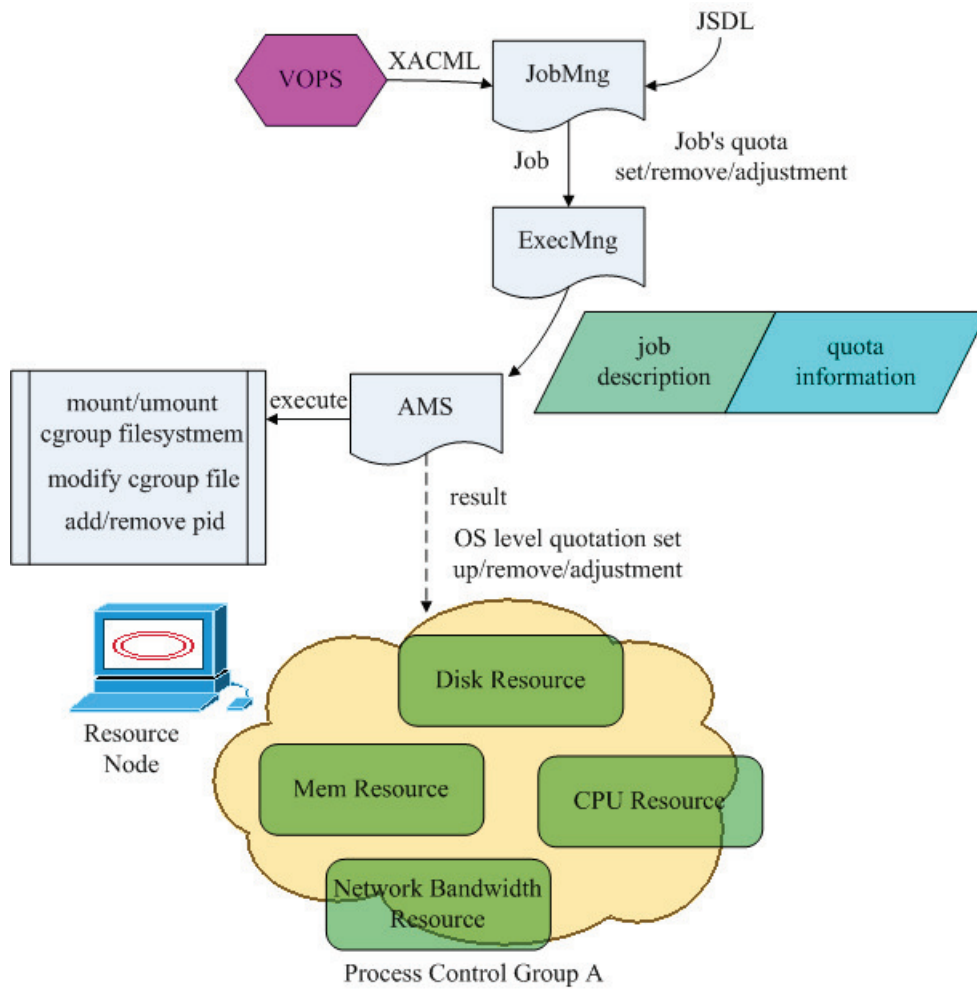 JSDL
VOPS
XACML
JobMng
Job
Job's quota
set/remove/adjustment
ExecMng
job
description
quota
information
mount/umount
cgroup filesystmem
modify cgroup file
add/remove pid
execute
AMS
result
OS level quotation set
up/remove/adjustment
Resource
Node
Disk Resource
Mem Resource
CPU Resource
Network Bandwidth
Resource
Process Control Group A